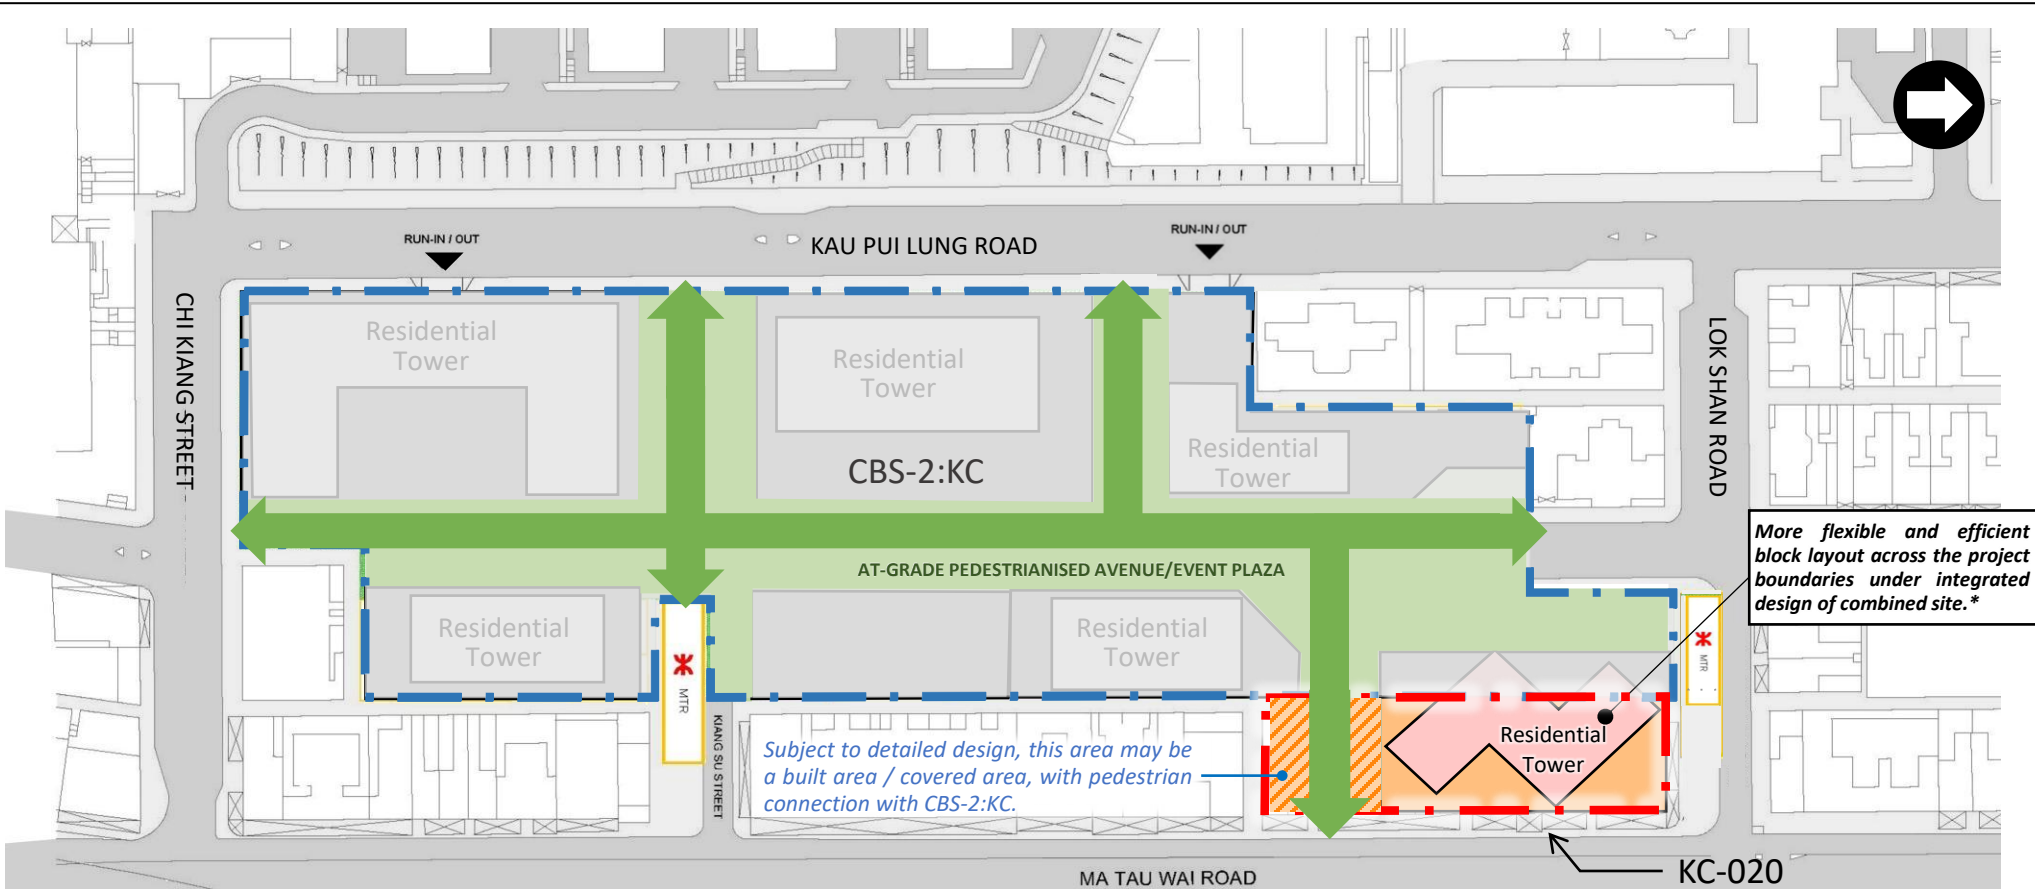 RUN-IN / OUT
RUN-IN / OUT
KAU PUI LUNG ROAD
CHI KIANG STREET
LOK SHAN ROAD
Residential
Tower
Residential
Tower
Residential
Tower
CBS-2:KC
More flexible and efficient
block layout across the project
boundaries under integrated
design of combined site.*
AT-GRADE PEDESTRIANISED AVENUE/EVENT PLAZA
Residential
Tower
Residential
Tower
MTR
MTR
KIANG SU STREET
Subject to detailed design, this area may be
a built area / covered area, with pedestrian
connection with CBS-2:KC.
Residential
Tower
KC-020
MA TAU WAI ROAD